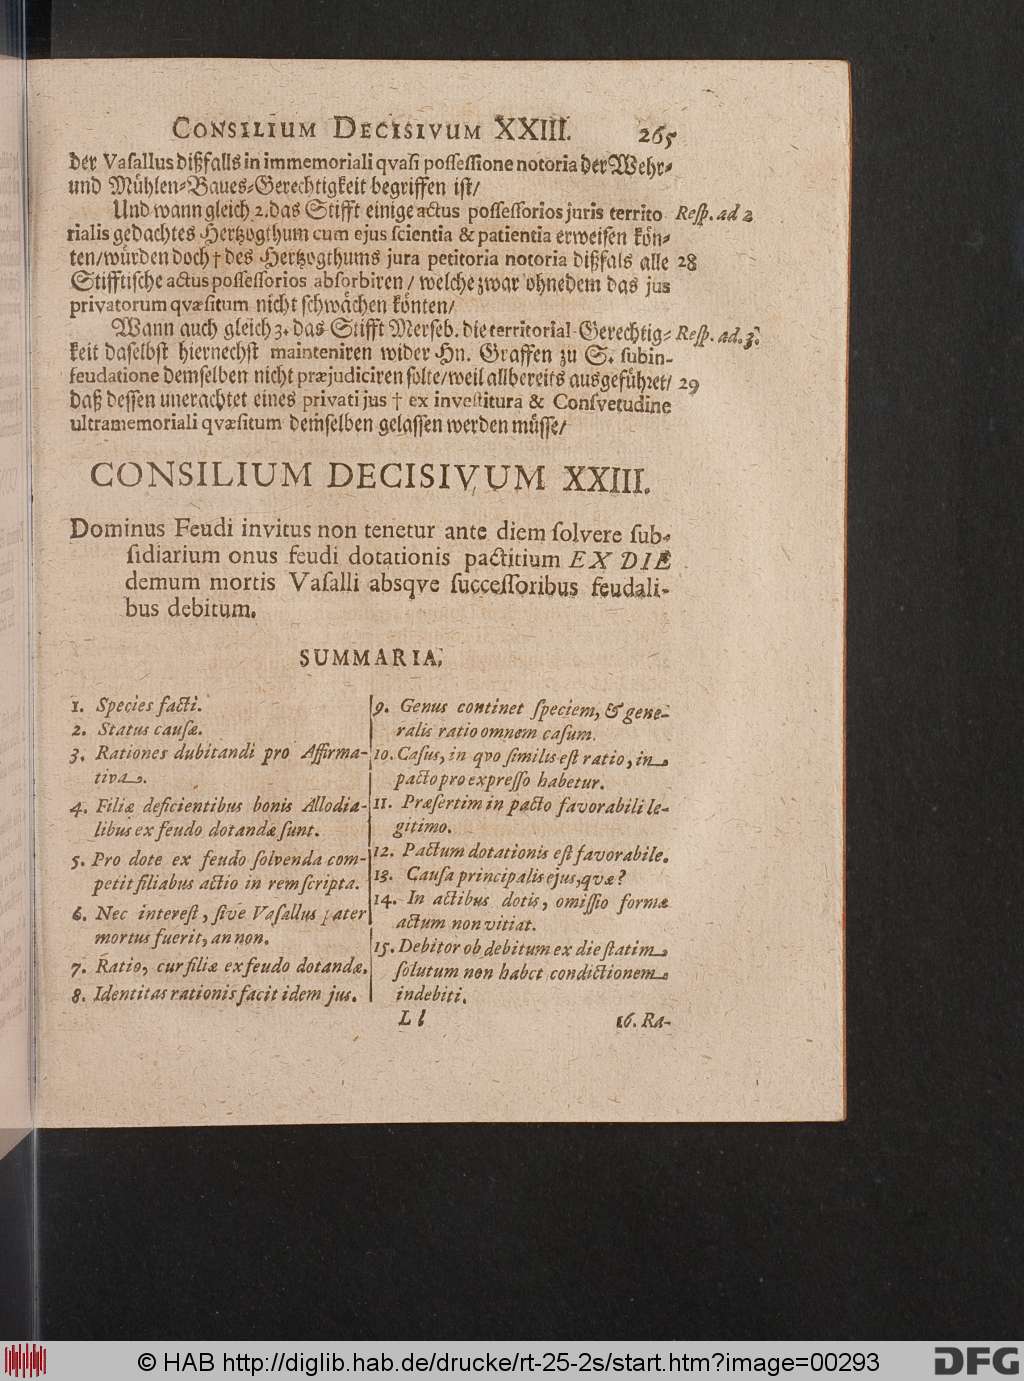 CONSILIUM DECISIVUM XXIII. 265
der Vasallus dißfalls in immemoriali qvasi possessione notoria der Wehr-
und Mühlen-Baues-Gerechtigkeit begriffen ist/
Und wann gleich 2. das Stifft einige actus possessorios juris territo- Resp. ad 2
rialis gedachtes Hertzogthum cum ejus scientia & patientia erweisen kön-
ten/würden doch † des Hertzogthums jura petitoria notoria dißfals alle 28
Stifftische actus possessorios absorbiren / welche zwar ohnedem das jus
privatorum qvæsitum nicht schwächen könten/
Wann auch gleich 3. das Stifft Merseb. die territorial-Gerechtig- Resp. ad. 3.
keit daselbst hiernechst mainteniren wider Hn. Graffen zu S. subin-
feudatione demselben nicht præjudiciren solte/weil allbereits ausgeführet/ 29
daß dessen unerachtet eines privati jus † ex investitura & Consvetudine
ultramemoriali qvæsitum demselben gelassen werden müsse/
CONSILIUM DECISIVUM XXIII.
Dominus Feudi invitus non tenetur ante diem solvere sub-
sidiarium onus feudi dotationis pactitium EX DIE
demum mortis Vasalli absqve successoribus feudali-
bus debitum.
SUMMARIA.
1. Species facti.
2. Status causæ.
3. Rationes dubitandi pro Affirma-
tiva.
4. Filiæ deficientibus bonis Allodia-
libus ex feudo dotandæ sunt.
5. Pro dote ex feudo solvenda com-
petit filiabus actio in rem scripta.
6. Nec interest, sive Vasallus pater
mortus fuerit, an non.
7. Ratio, cur filiæ ex feudo dotandæ.
8. Identitas rationis facit idem jus.
9. Genus continet speciem, & gene-
ralis ratio omnem casum.
10. Casus, in qvo similis est ratio, in
pacto pro expresso habetur.
11. Præsertim in pacto favorabili le-
gitimo.
12. Pactum dotationis est favorabile.
13. Causa principalis ejus, qvæ?
14. In actibus dotis, omissio formæ
actum non vitiat.
15. Debitor ob debitum ex die statim
solutum non habet condictionem
indebiti.
L l 16. Ra-
© HAB http://diglib.hab.de/drucke/rt-25-2s/start.htm?image=00293 DFG